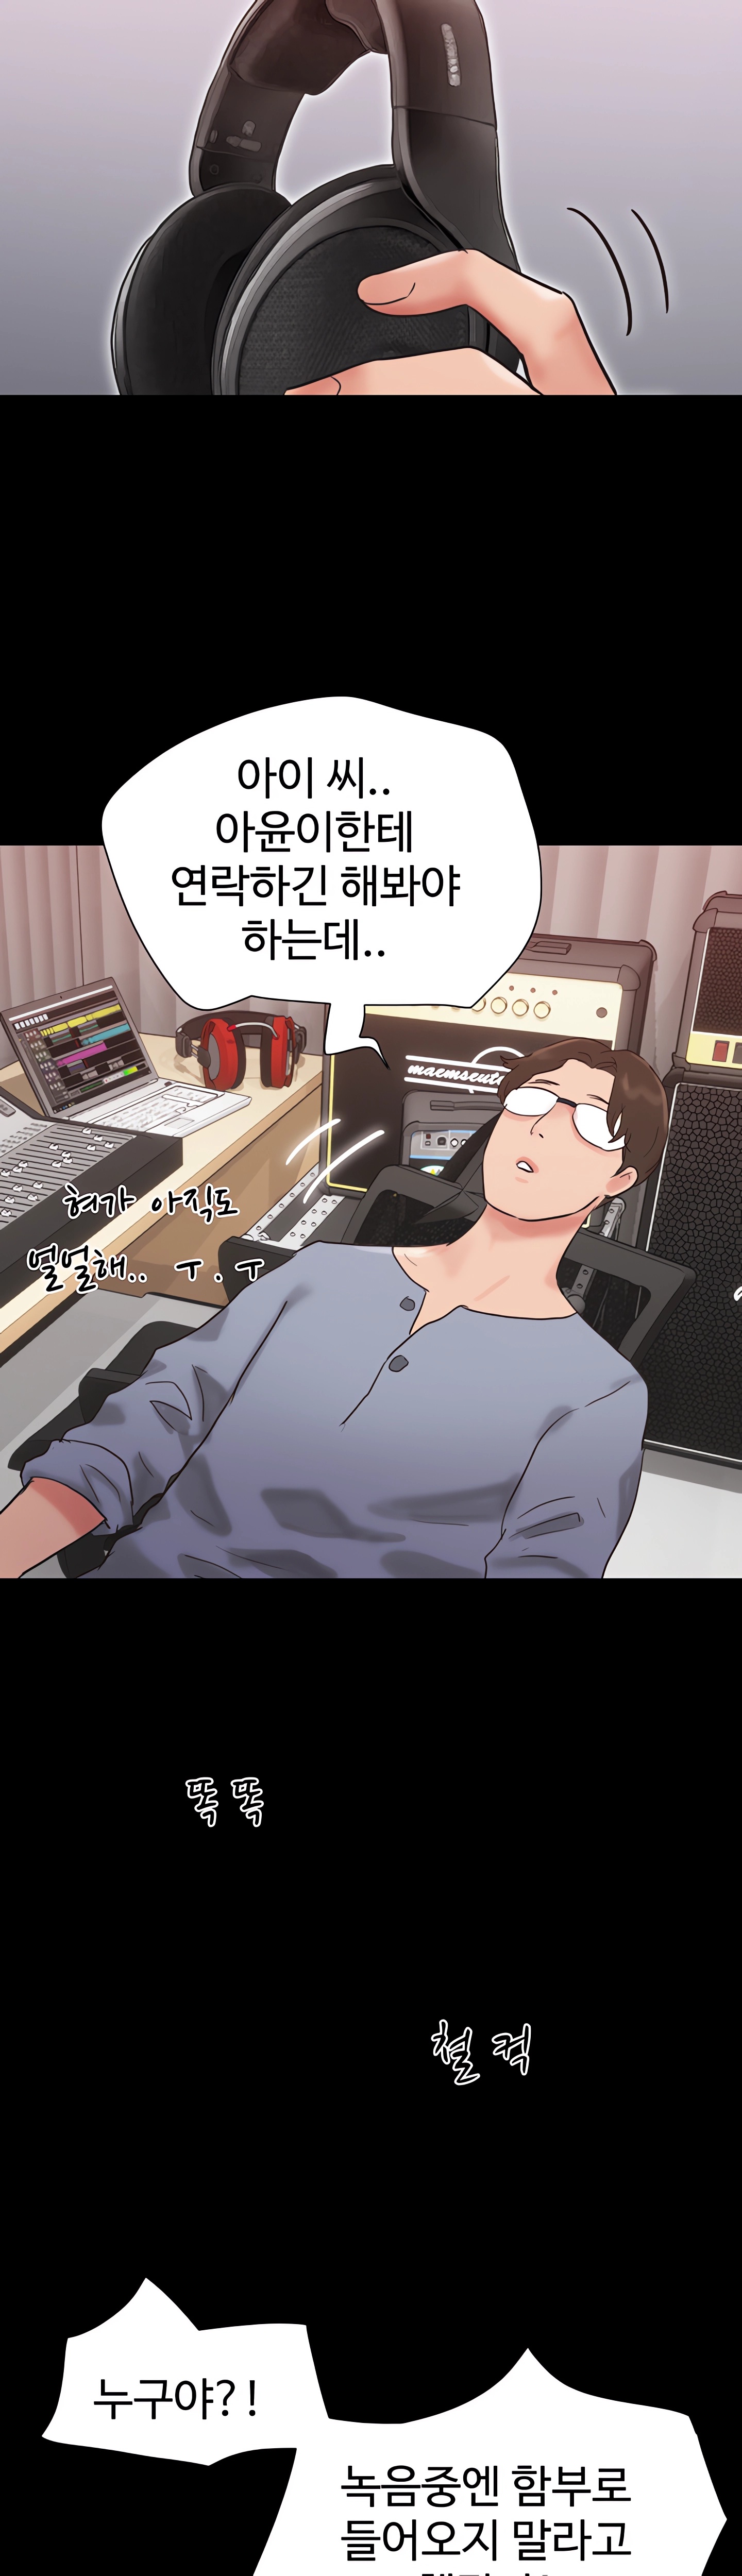 아이 씨..
아윤이한테
연락하긴 해봐야
하는데..
maemseute
혀가 아직도
얼얼해.. ㅜ.ㅜ
똑 똑
철 컥
누구야?!
녹음중엔 함부로
들어오지 말라고